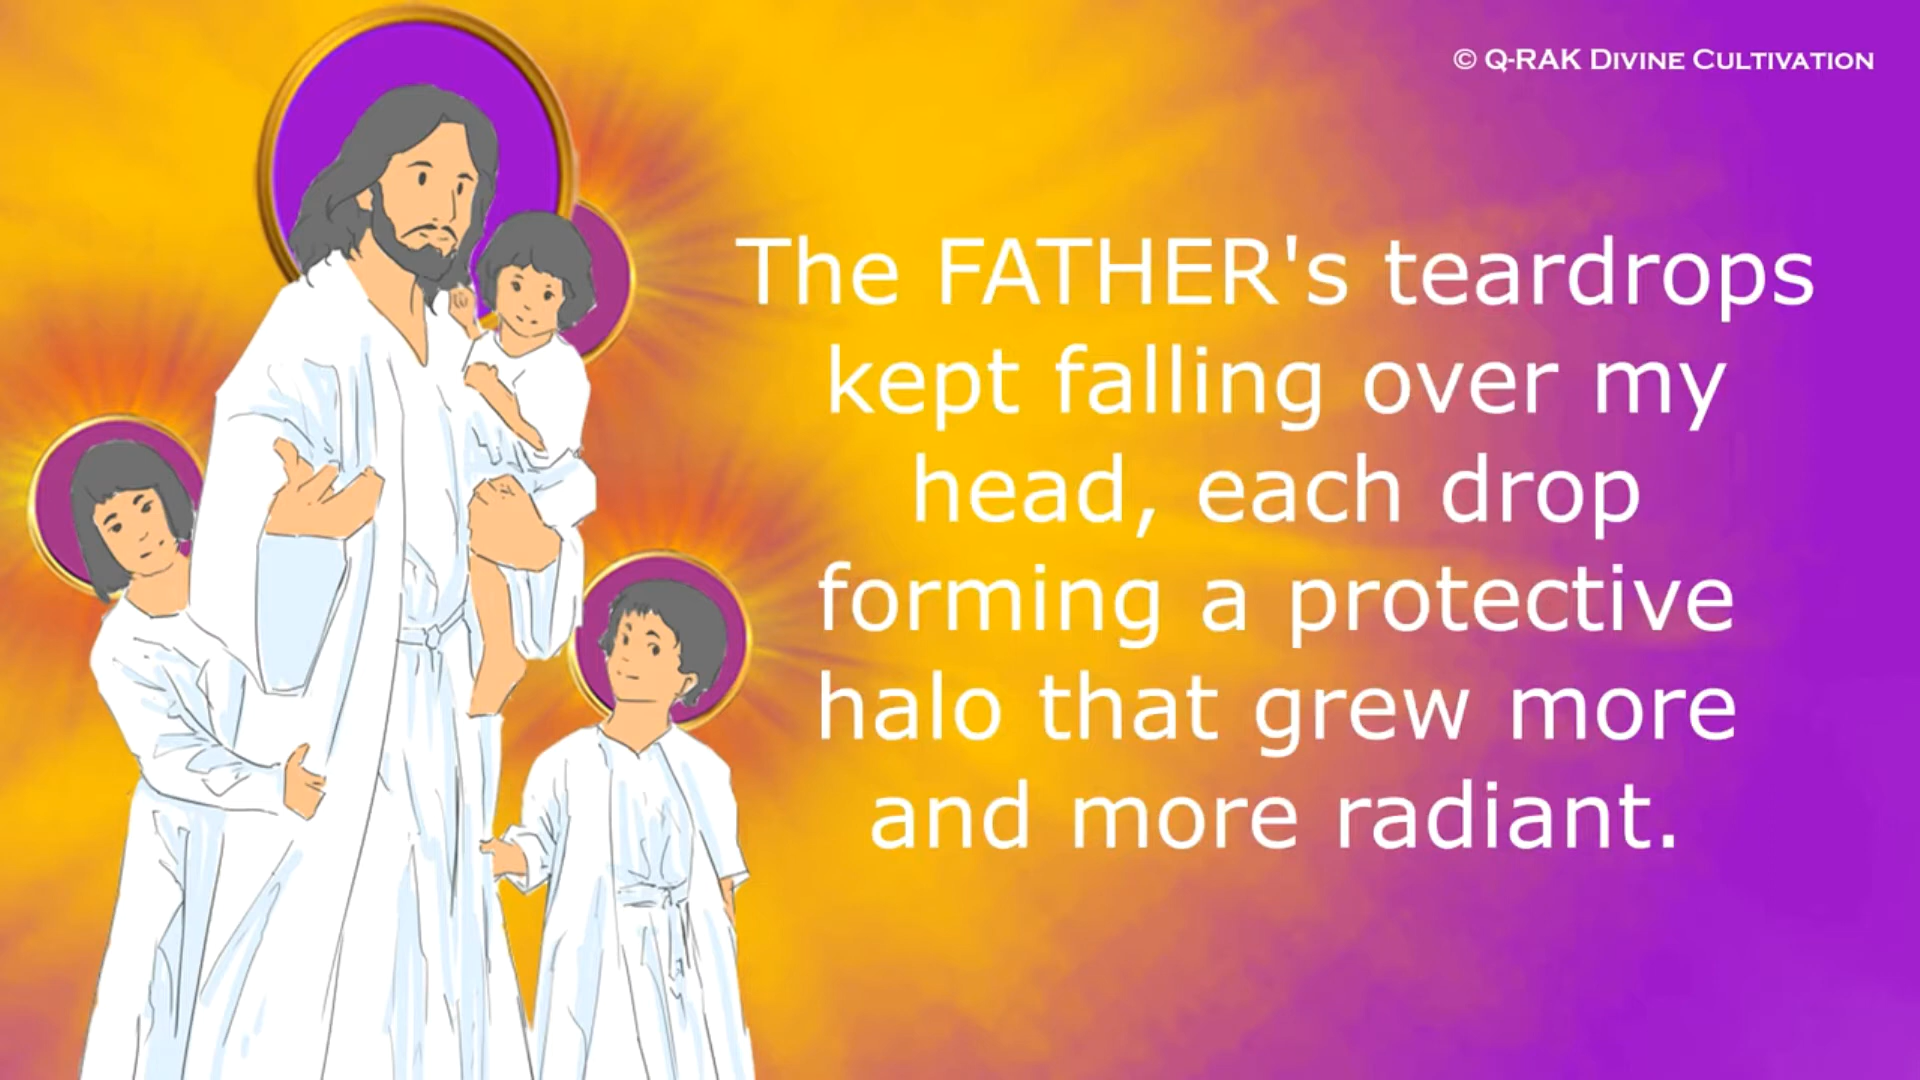 © Q-RAK DIVINE CULTIVATION
The FATHER's teardrops
kept falling over my
head, each drop
forming a protective
halo that grew more
and more radiant.